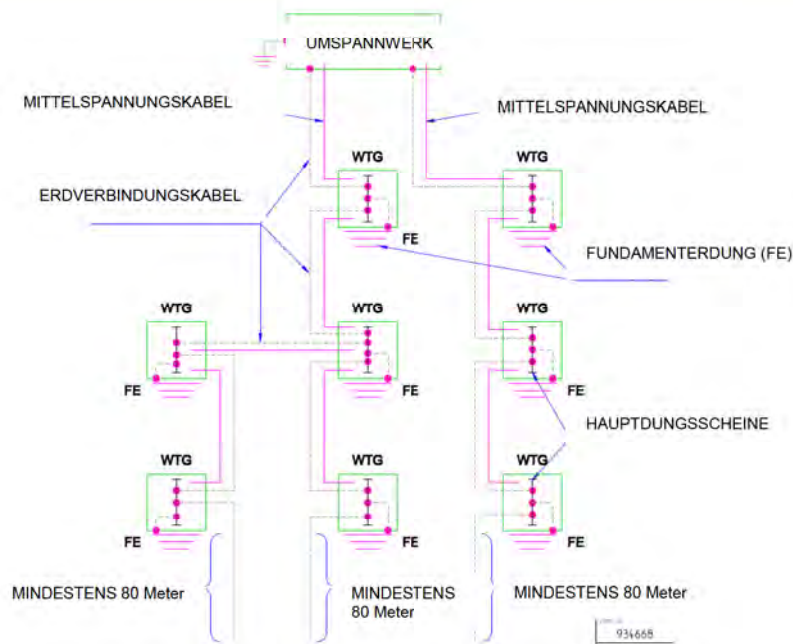 UMSPANNWERK
MITTELSPANNUNGSKABEL
MITTELSPANNUNGSKABEL
WTG
WTG
ERDVERBINDUNGSKABEL
FE
FE
FUNDAMENTERDUNG (FE)
WTG
WTG
WTG
FE
FE
FE
HAUPTDUNGSSCHEINE
WTG
WTG
WTG
FE
FE
FE
MINDESTENS 80 Meter
MINDESTENS
80 Meter
MINDESTENS 80 Meter
934668